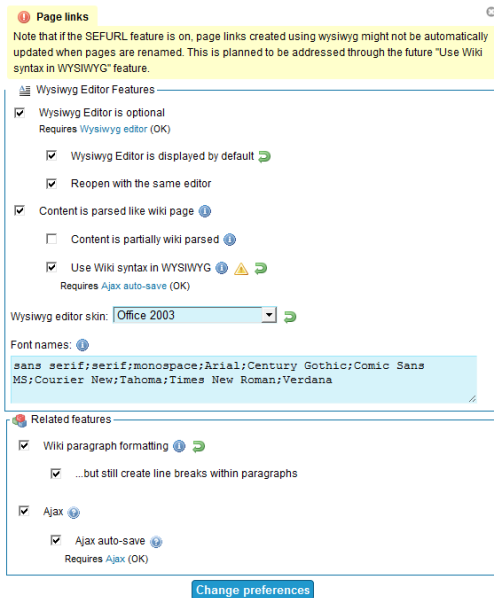 Page links
Note that if the SEFURL feature is on, page links created using wysiwyg might not be automatically
updated when pages are renamed. This is planned to be addressed through the future "Use Wiki
syntax in WYSIWYG" feature.
Wysiwyg Editor Features
Wysiwyg Editor is optional
Requires Wysiwyg editor (OK)
Wysiwyg Editor is displayed by default
Reopen with the same editor
Content is parsed like wiki page
Content is partially wiki parsed
Use Wiki syntax in WYSIWYG
Requires Ajax auto-save (OK)
Wysiwyg editor skin: Office 2003
Font names:
sans serif;serif;monospace;Arial;Century Gothic;Comic Sans
MS;Courier New;Tahoma;Times New Roman;Verdana
Related features
Wiki paragraph formatting
...but still create line breaks within paragraphs
Ajax
Ajax auto-save
Requires Ajax (OK)
Change preferences